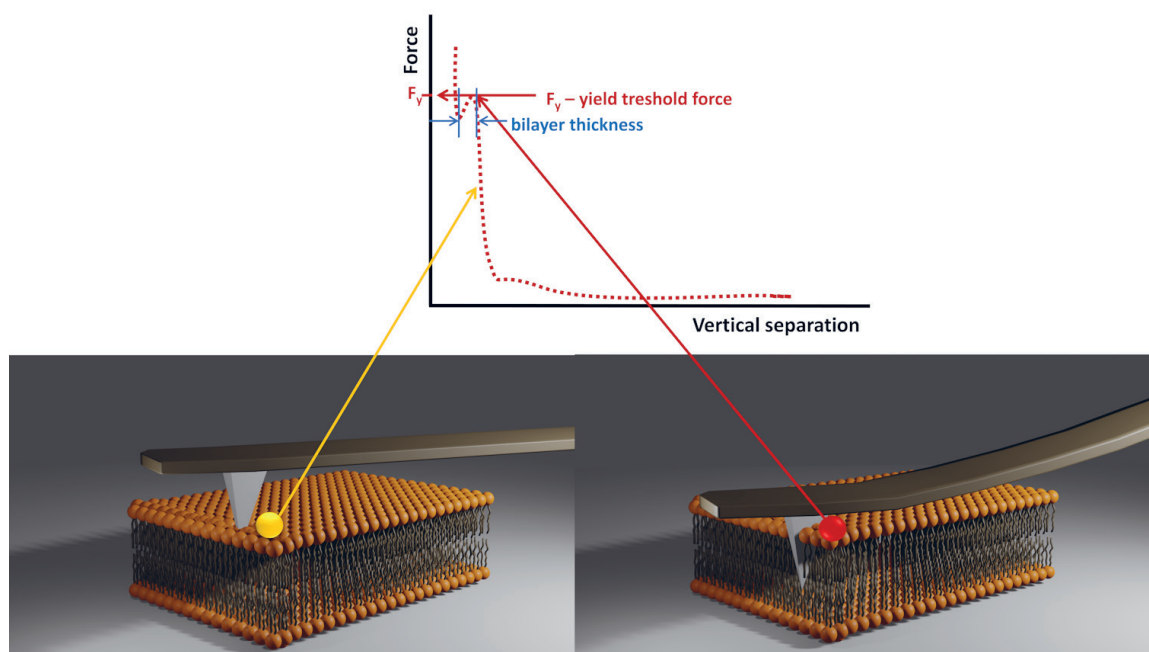 Force
F_y
F_y – yield treshold force
bilayer thickness
Vertical separation